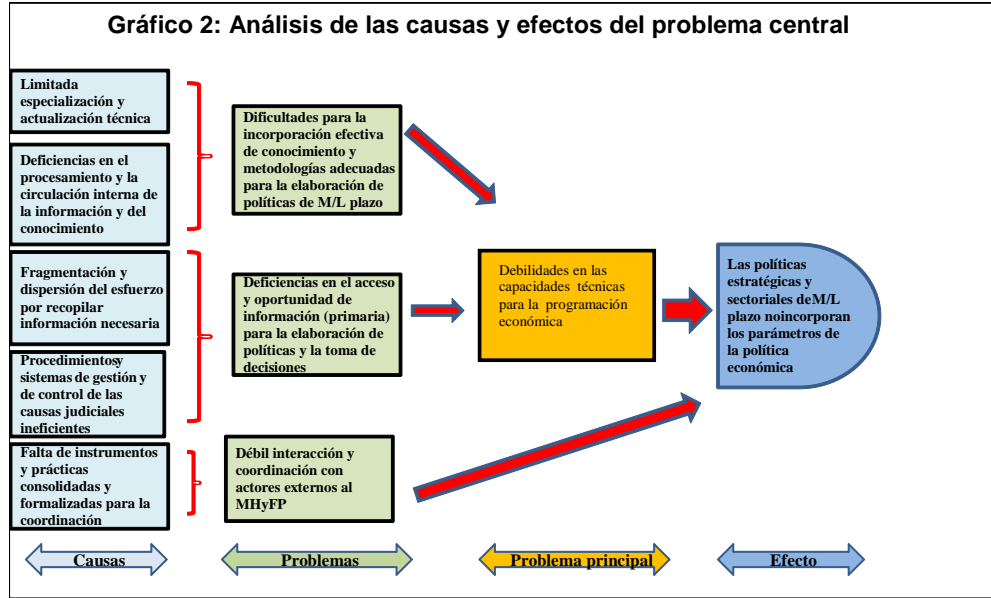 Gráfico 2: Análisis de las causas y efectos del problema central
Limitada
especialización y
actualización técnica
Deficiencias en el
procesamiento y la
circulación interna de
la información y del
conocimiento
Fragmentación y
dispersión del esfuerzo
por recopilar
información necesaria
Procedimientosy
sistemas de gestión y
de control de las
causas judiciales
ineficientes
Falta de instrumentos
y prácticas
consolidadas y
formalizadas para la
coordinación
Dificultades para la
incorporación efectiva
de conocimiento y
metodologías adecuadas
para la elaboración de
políticas de M/L plazo
Deficiencias en el acceso
y oportunidad de
información (primaria)
para la elaboración de
políticas y la toma de
decisiones
Débil interacción y
coordinación con
actores externos al
MHyFP
Debilidades en las
capacidades técnicas
para la programación
económica
Las políticas
estratégicas y
sectoriales deM/L
plazo noincorporan
los parámetros de
la política
económica
Causas
Problemas
Problema principal
Efecto